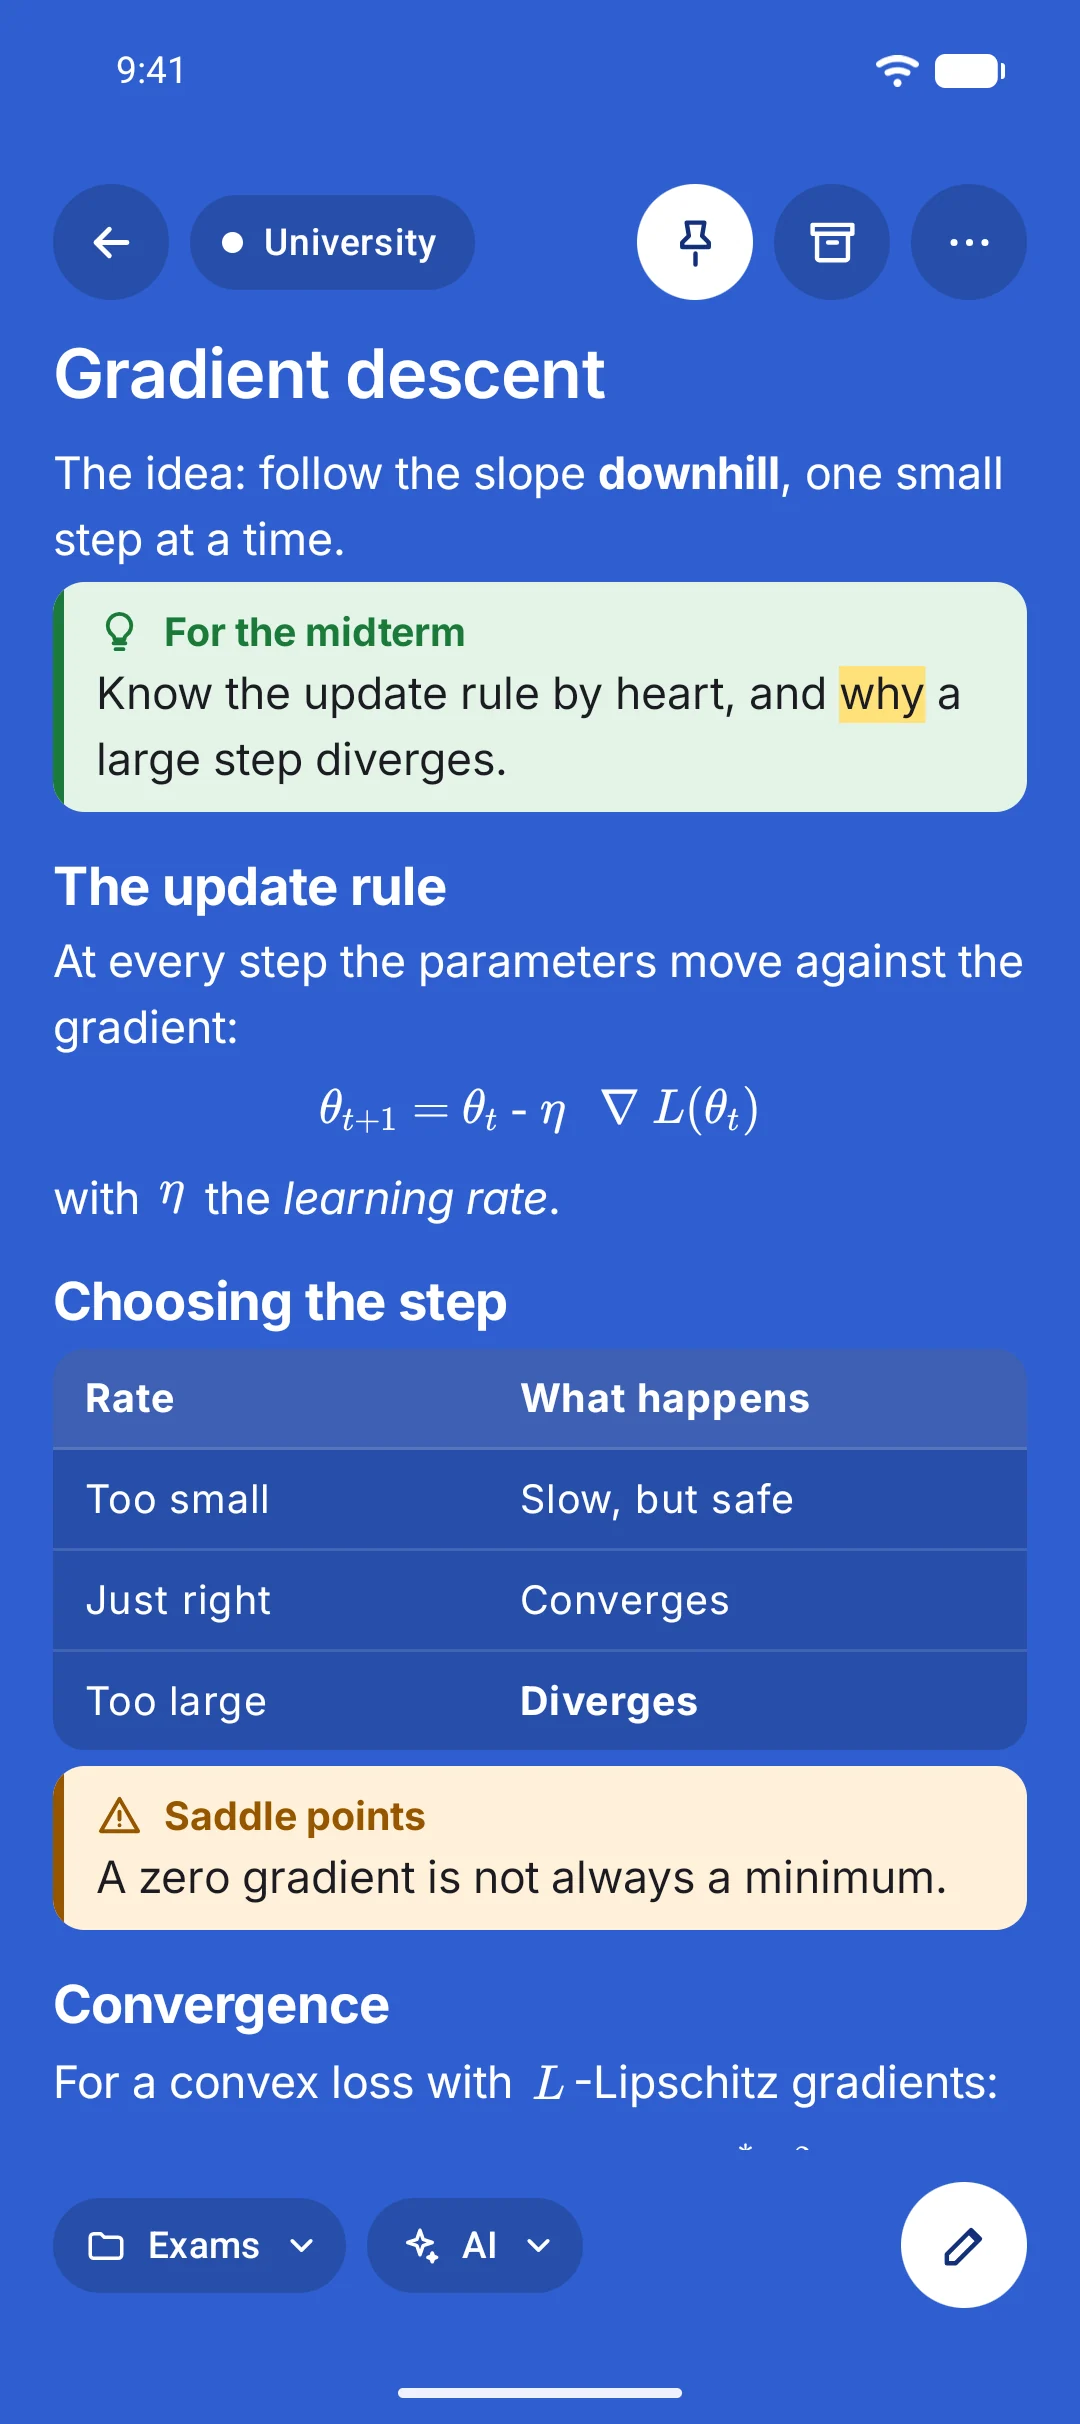 9:41
University
Gradient descent
The idea: follow the slope downhill, one small
step at a time.
For the midterm
Know the update rule by heart, and why a
large step diverges.
The update rule
At every step the parameters move against the
gradient:
θₜ₊₁ = θₜ - η ∇ L(θₜ)
with η the learning rate.
Choosing the step
Rate What happens
Too small Slow, but safe
Just right Converges
Too large Diverges
Saddle points
A zero gradient is not always a minimum.
Convergence
For a convex loss with L -Lipschitz gradients:
Exams AI